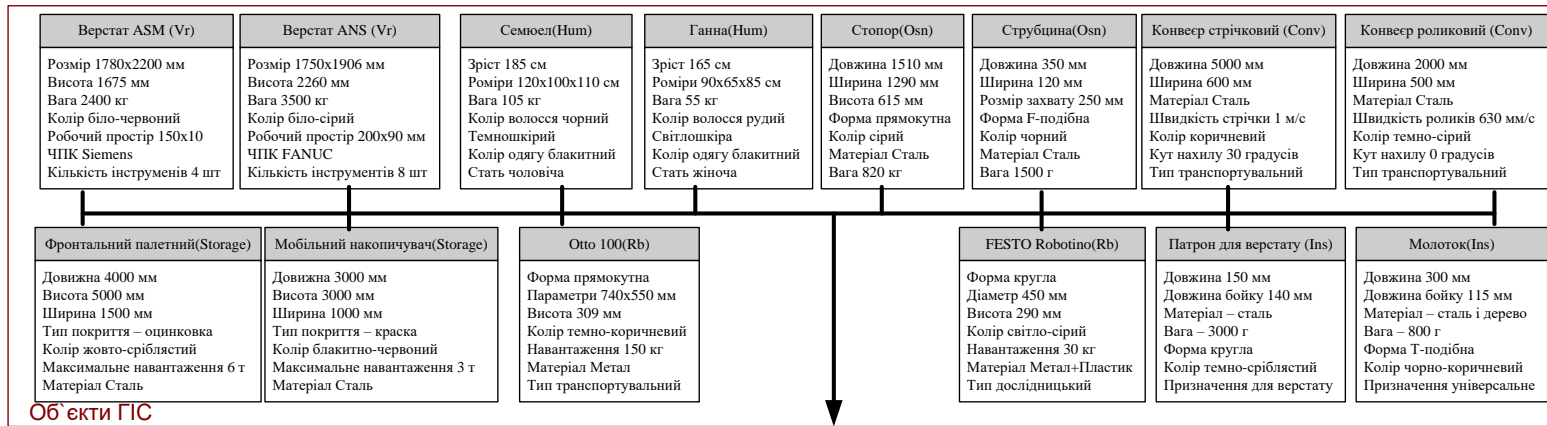 Верстат ASM (Vr)
Розмір 1780х2200 мм
Висота 1675 мм
Вага 2400 кг
Колір біло-червоний
Робочий простір 150х10
ЧПК Siemens
Кількість інструментів 4 шт
Верстат ANS (Vr)
Розмір 1750х1906 мм
Висота 2260 мм
Вага 3500 кг
Колір біло-сірий
Робочий простір 200х90 мм
ЧПК FANUC
Кількість інструментів 8 шт
Семюел(Hum)
Зріст 185 см
Роміри 120х100х110 см
Вага 105 кг
Колір волосся чорний
Темношкірий
Колір одягу блакитний
Стать чоловіча
Ганна(Hum)
Зріст 165 см
Роміри 90х65х85 см
Вага 55 кг
Колір волосся рудий
Світлошкіра
Колір одягу блакитний
Стать жіноча
Стопор(Osn)
Довжина 1510 мм
Ширина 1290 мм
Висота 615 мм
Форма прямокутна
Колір сірий
Матеріал Сталь
Вага 820 кг
Струбцина(Osn)
Довжина 350 мм
Ширина 120 мм
Розмір захвату 250 мм
Форма F-подібна
Колір чорний
Матеріал Сталь
Вага 1500 г
Конвеєр стрічковий (Conv)
Довжина 5000 мм
Ширина 600 мм
Матеріал Сталь
Швидкість стрічки 1 м/с
Колір коричневий
Кут нахилу 30 градусів
Тип транспортувальний
Конвеєр роликовий (Conv)
Довжина 2000 мм
Ширина 500 мм
Матеріал Сталь
Швидкість роликів 630 мм/с
Колір темно-сірий
Кут нахилу 0 градусів
Тип транспортувальний
Фронтальний палетний(Storage)
Довижна 4000 мм
Висота 5000 мм
Ширина 1500 мм
Тип покриття – оцинковка
Колір жовто-сріблястий
Максимальне навантаження 6 т
Матеріал Сталь
Мобільний накопичувач(Storage)
Довижна 3000 мм
Висота 3000 мм
Ширина 1000 мм
Тип покриття – краска
Колір блакитно-червоний
Максимальне навантаження 3 т
Матеріал Сталь
Otto 100(Rb)
Форма прямокутна
Параметри 740х550 мм
Висота 309 мм
Колір темно-коричневий
Навантаження 150 кг
Матеріал Метал
Тип транспортувальний
FESTO Robotino(Rb)
Форма кругла
Діаметр 450 мм
Висота 290 мм
Колір світло-сірий
Навантаження 30 кг
Матеріал Метал+Пластик
Тип дослідницький
Патрон для верстату (Ins)
Довжина 150 мм
Довжина бойку 140 мм
Матеріал – сталь
Вага – 3000 г
Форма кругла
Колір темно-сріблястий
Призначення для верстату
Молоток(Ins)
Довжина 300 мм
Довжина бойку 115 мм
Матеріал – сталь і дерево
Вага – 800 г
Форма Т-подібна
Колір чорно-коричневий
Призначення універсальне
Об`єкти ГІС